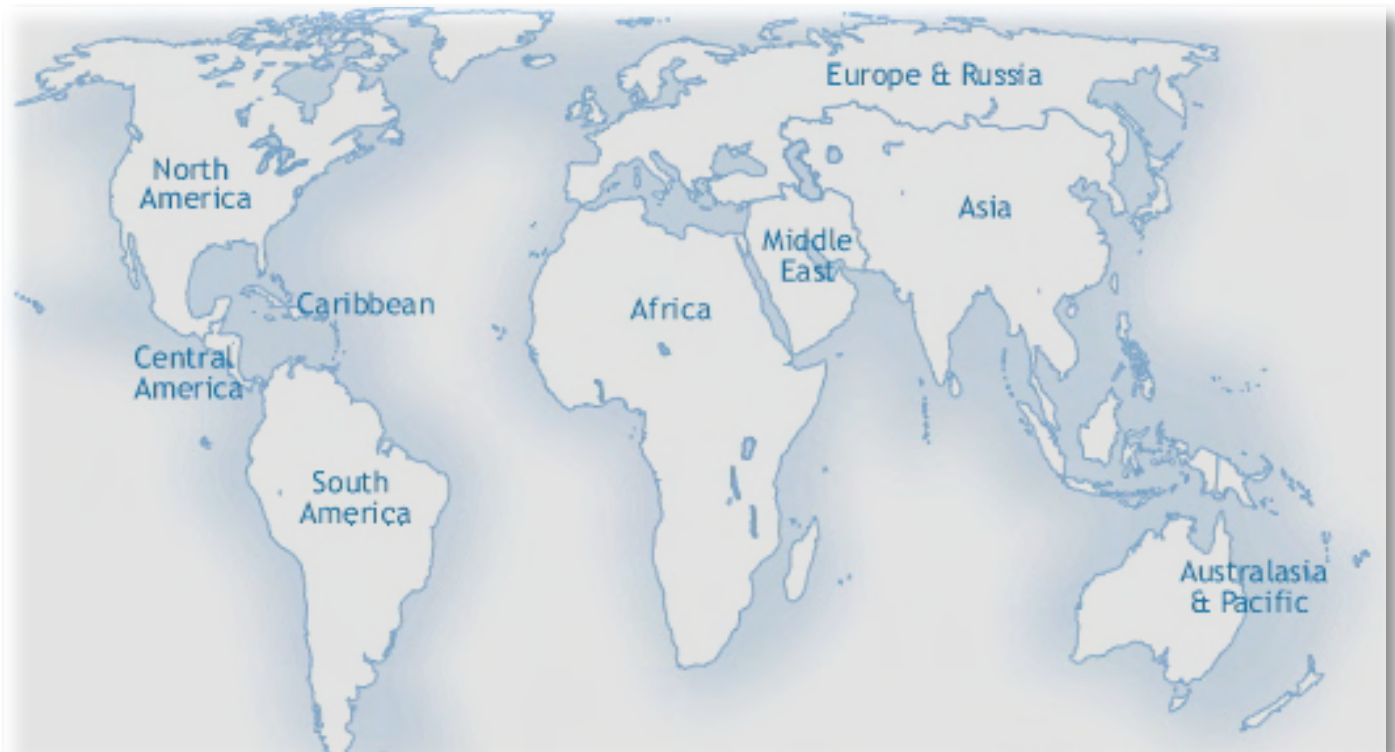 Europe & Russia
North
America
Asia
Middle
East
Caribbean
Africa
Central
America
South
America
Australasia
& Pacific